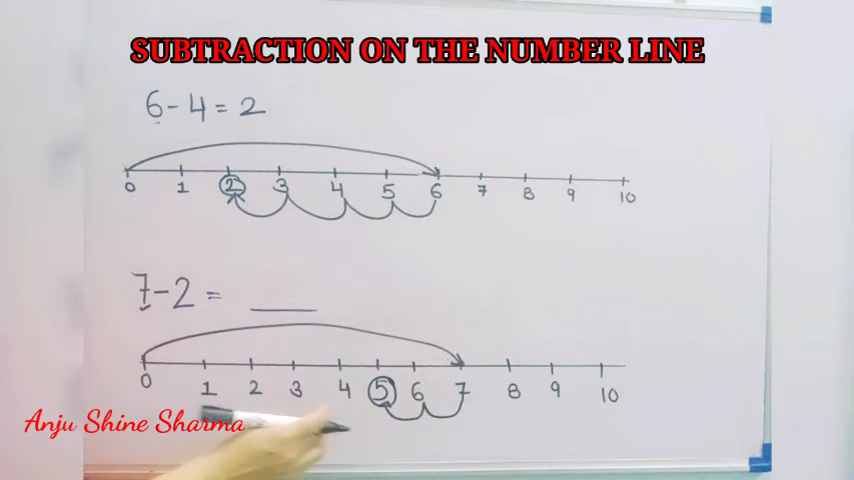 SUBTRACTION ON THE NUMBER LINE
6 - 4 = 2
0 1 2 3 4 5 6 7 8 9 10
7 - 2 = ___
0 1 2 3 4 5 6 7 8 9 10
Anju Shine Sharma